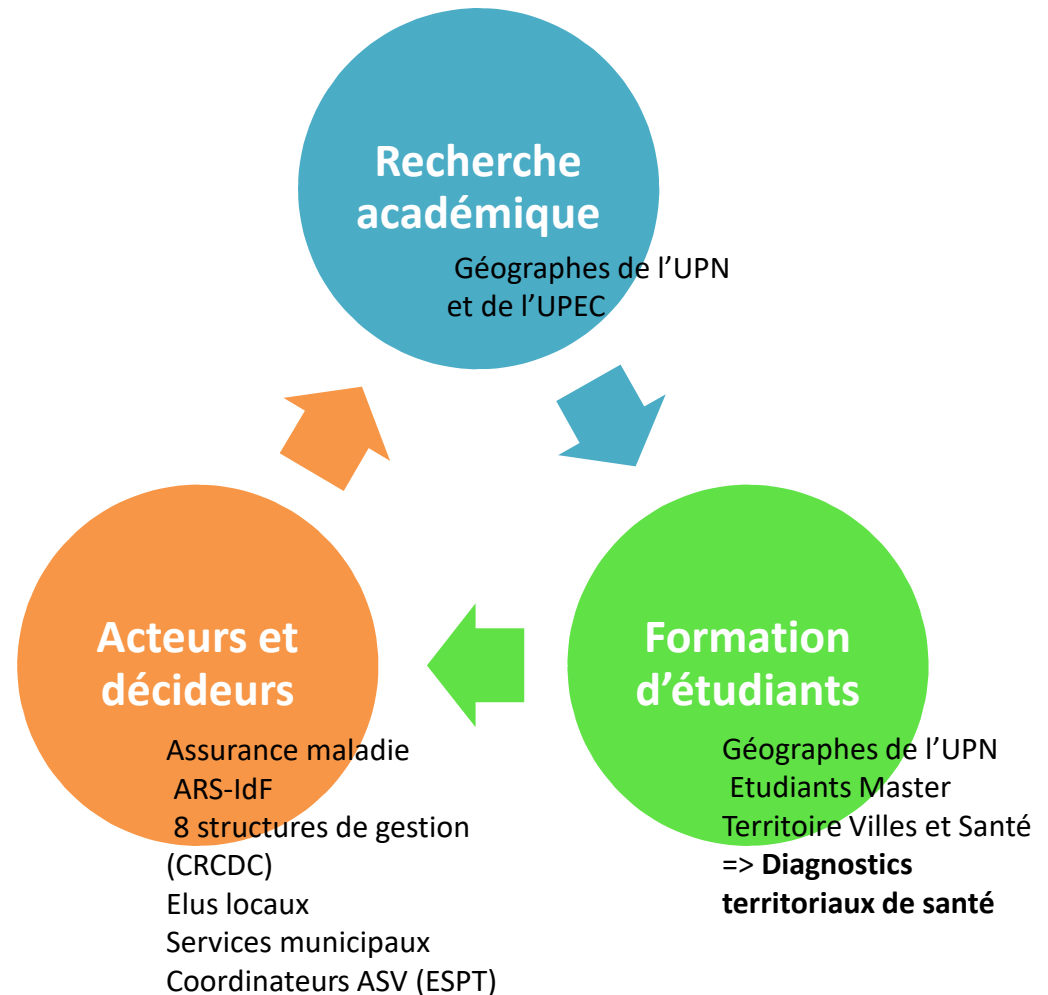 Recherche
académique
Géographes de l’UPN
et de l’UPEC
Acteurs et
décideurs
Assurance maladie
ARS-IdF
8 structures de gestion
(CRCDC)
Elus locaux
Services municipaux
Coordinateurs ASV (ESPT)
Formation
d’étudiants
Géographes de l’UPN
Etudiants Master
Territoire Villes et Santé
=> Diagnostics
territoriaux de santé